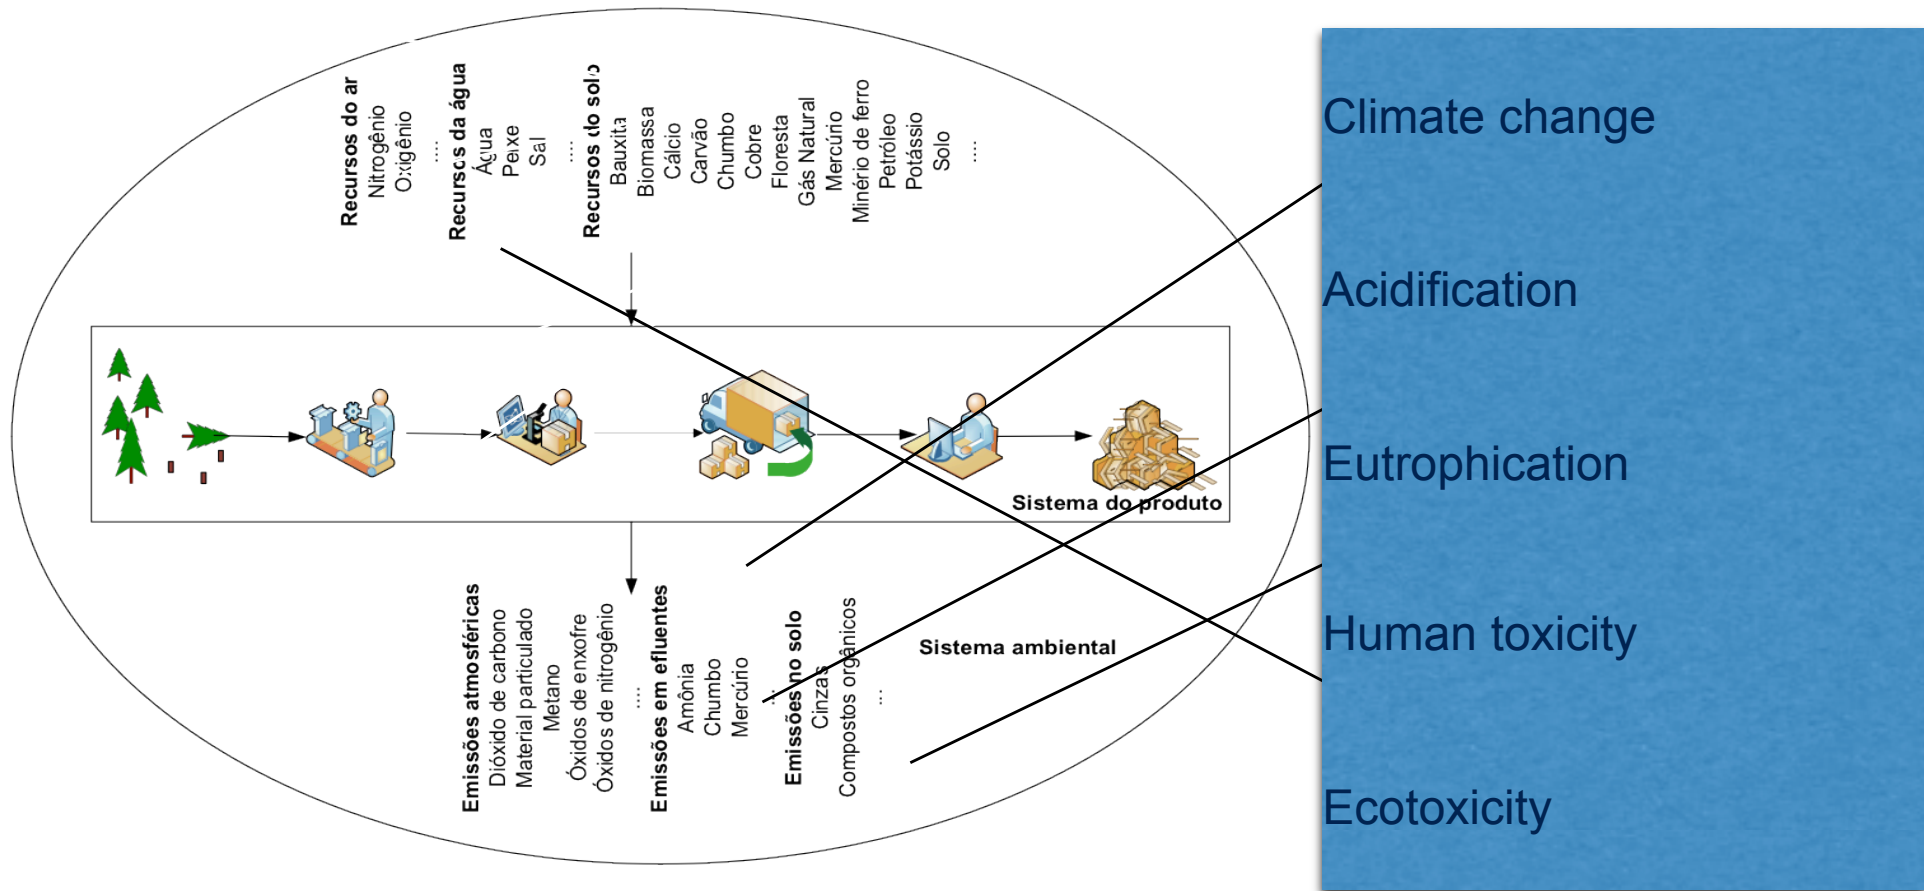 Recursos do ar
Nitrogênio
Oxigênio
....
Recursos da água
Água
Peixe
Sal
....
Recursos do solo
Bauxita
Biomassa
Cálcio
Carvão
Chumbo
Cobre
Floresta
Gás Natural
Mercúrio
Minério de ferro
Petróleo
Potássio
Solo
....
Sistema do produto
Emissões atmosféricas
Dióxido de carbono
Material particulado
Metano
Óxidos de enxofre
Óxidos de nitrogênio
....
Emissões em efluentes
Amônia
Chumbo
Mercúrio
...
Emissões no solo
Cinzas
Compostos orgânicos
...
Sistema ambiental
Climate change
Acidification
Eutrophication
Human toxicity
Ecotoxicity